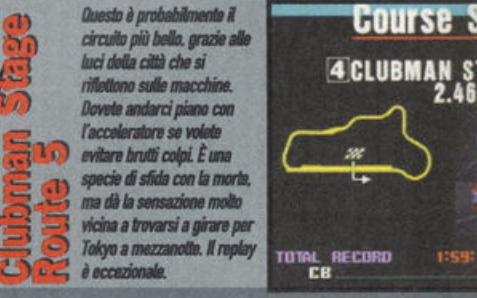 Clubman Stage
Route 5
Questo è probabilmente il
circuito più bello, grazie alle
luci della città che si
riflettono sulle macchine.
Dovete andarci piano con
l'acceleratore se volete
evitare brutti colpi. È una
specie di sfida con la morte,
ma dà la sensazione molto
vicina a trovarsi a girare per
Tokyo a mezzanotte. Il replay
è eccezionale.
Course S
4 CLUBMAN ST
2.46
TOTAL RECORD 1:59:
CB